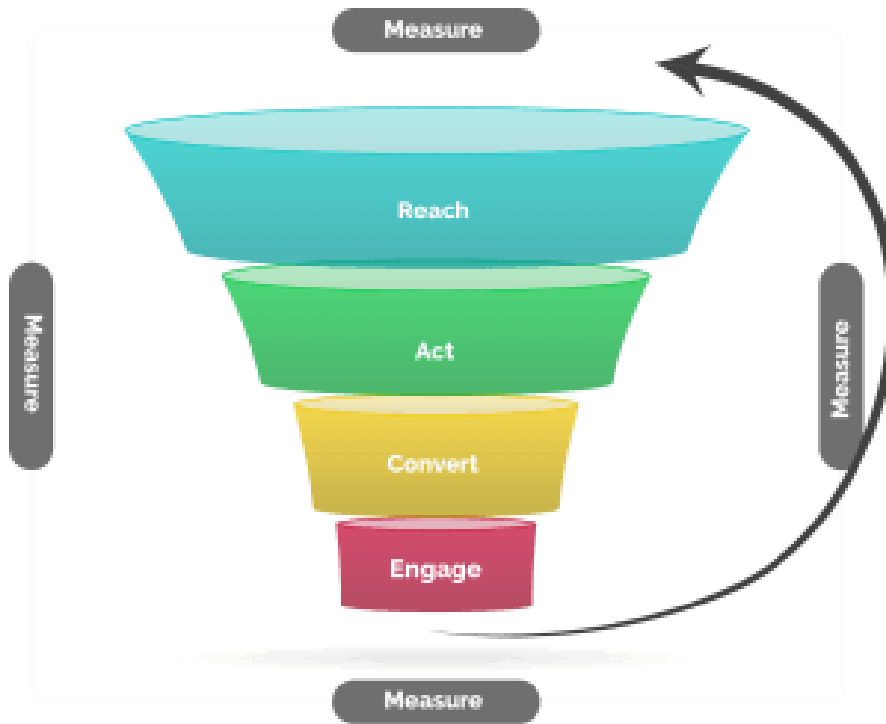 Measure
Reach
Act
Measure
Measure
Convert
Engage
Measure